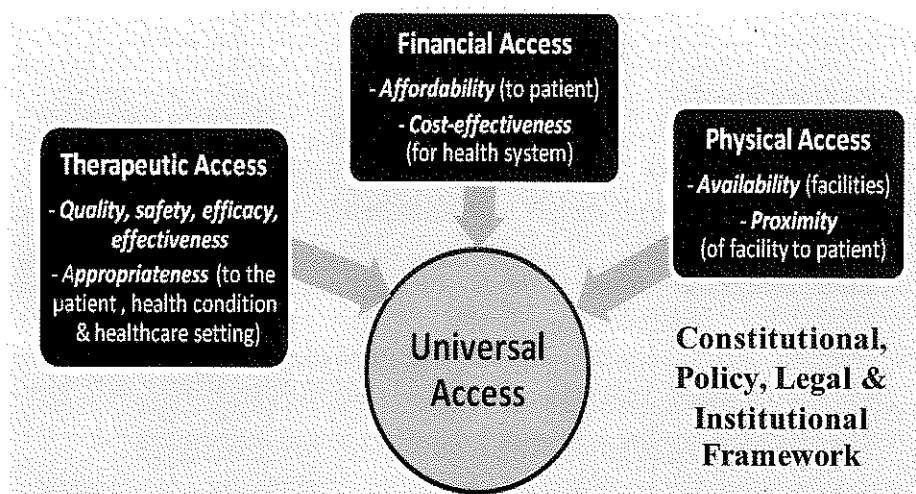 Financial Access
- Affordability (to patient)
- Cost-effectiveness
(for health system)
Therapeutic Access
- Quality, safety, efficacy,
effectiveness
- Appropriateness (to the
patient , health condition
& healthcare setting)
Physical Access
- Availability (facilities)
- Proximity
(of facility to patient)
Universal
Access
Constitutional,
Policy, Legal &
Institutional
Framework